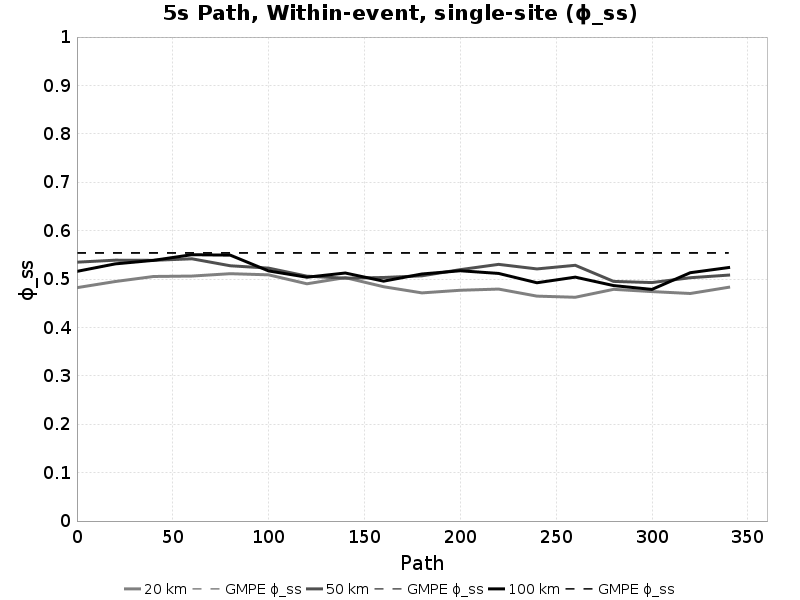 5s Path, Within-event, single-site (ϕ_ss)
1
0.9
0.8
0.7
0.6
0.5
0.4
0.3
0.2
0.1
0
ϕ_ss
0 50 100 150 200 250 300 350
Path
20 km GMPE ϕ_ss 50 km GMPE ϕ_ss 100 km GMPE ϕ_ss